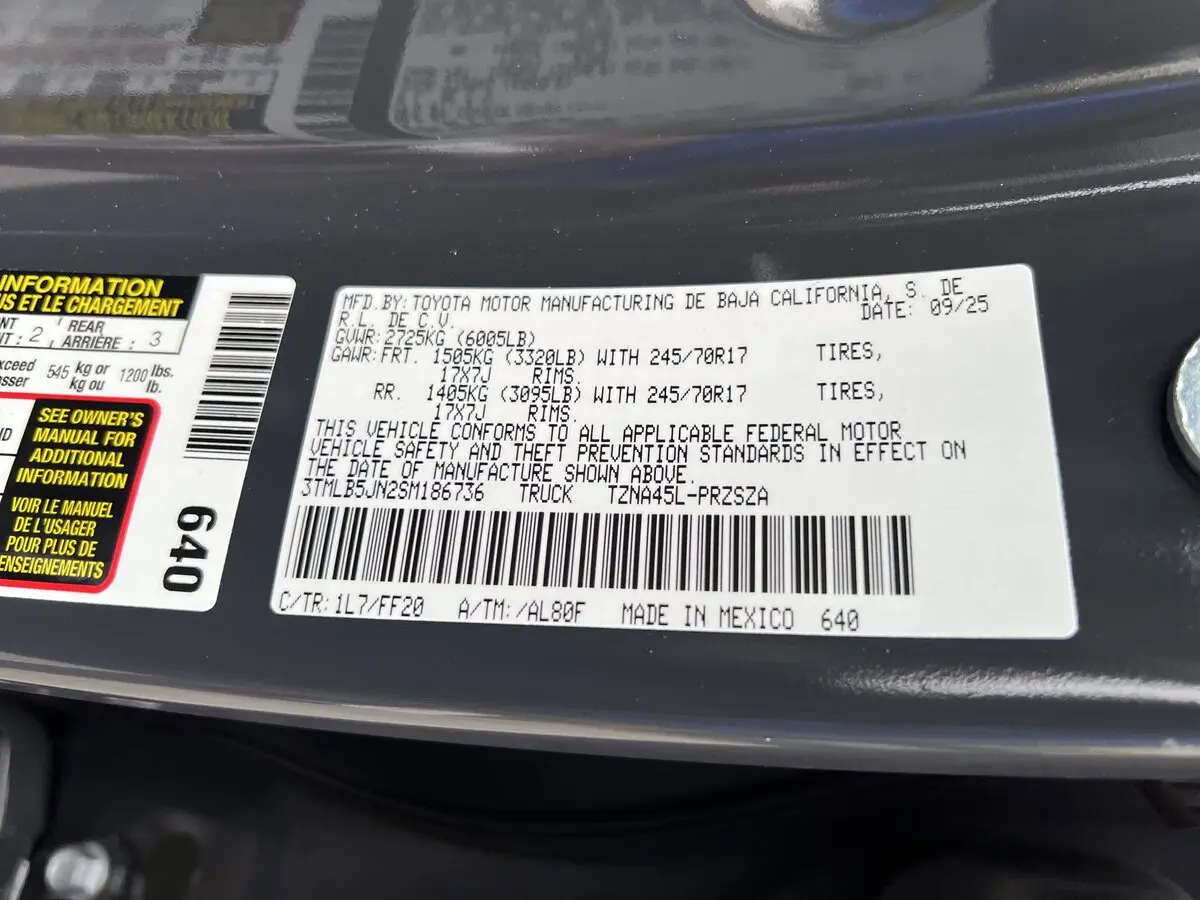 INFORMATION
US ET LE CHARGEMENT
NT : 2 REAR
ARRIÈRE : 3
xceed 545 kg or 1200 lbs.
sser kg ou lb.
SEE OWNER'S
MANUAL FOR
ADDITIONAL
INFORMATION
VOIR LE MANUEL
DE L'USAGER
POUR PLUS DE
ENSEIGNEMENTS
640
MFD.BY:TOYOTA MOTOR MANUFACTURING DE BAJA CALIFORNIA, S. DE
R.L. DE C.V. DATE: 09/25
GVWR:2725KG (6005LB)
GAWR:FRT. 1505KG (3320LB) WITH 245/70R17 TIRES,
17X7J RIMS.
RR. 1405KG (3095LB) WITH 245/70R17 TIRES,
17X7J RIMS.
THIS VEHICLE CONFORMS TO ALL APPLICABLE FEDERAL MOTOR
VEHICLE SAFETY AND THEFT PREVENTION STANDARDS IN EFFECT ON
THE DATE OF MANUFACTURE SHOWN ABOVE.
3TMLB5JN2SM186736 TRUCK TZNA45L-PRZSZA
C/TR:1L7/FF20 A/TM:/AL80F MADE IN MEXICO 640